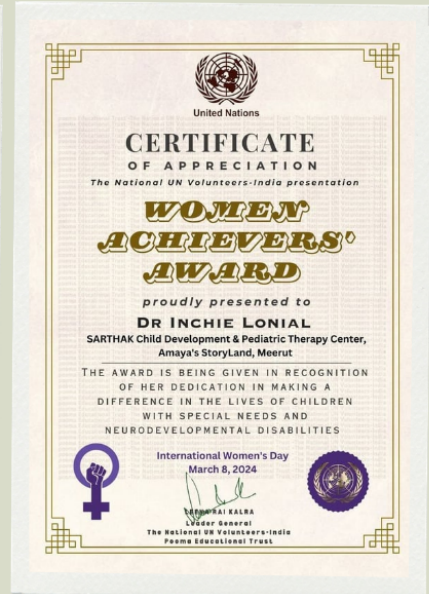 United Nations
CERTIFICATE
OF APPRECIATION
The National UN Volunteers-India presentation
WOMEN
ACHIEVERS'
AWARD
proudly presented to
DR INCHIE LONIAL
SARTHAK Child Development & Pediatric Therapy Center,
Amaya's StoryLand, Meerut
THE AWARD IS BEING GIVEN IN RECOGNITION
OF HER DEDICATION IN MAKING A
DIFFERENCE IN THE LIVES OF CHILDREN
WITH SPECIAL NEEDS AND
NEURODEVELOPMENTAL DISABILITIES
International Women's Day
March 8, 2024
RAI KALRA
Leader General
The National UN Volunteers-India
Pooma Educational Trust